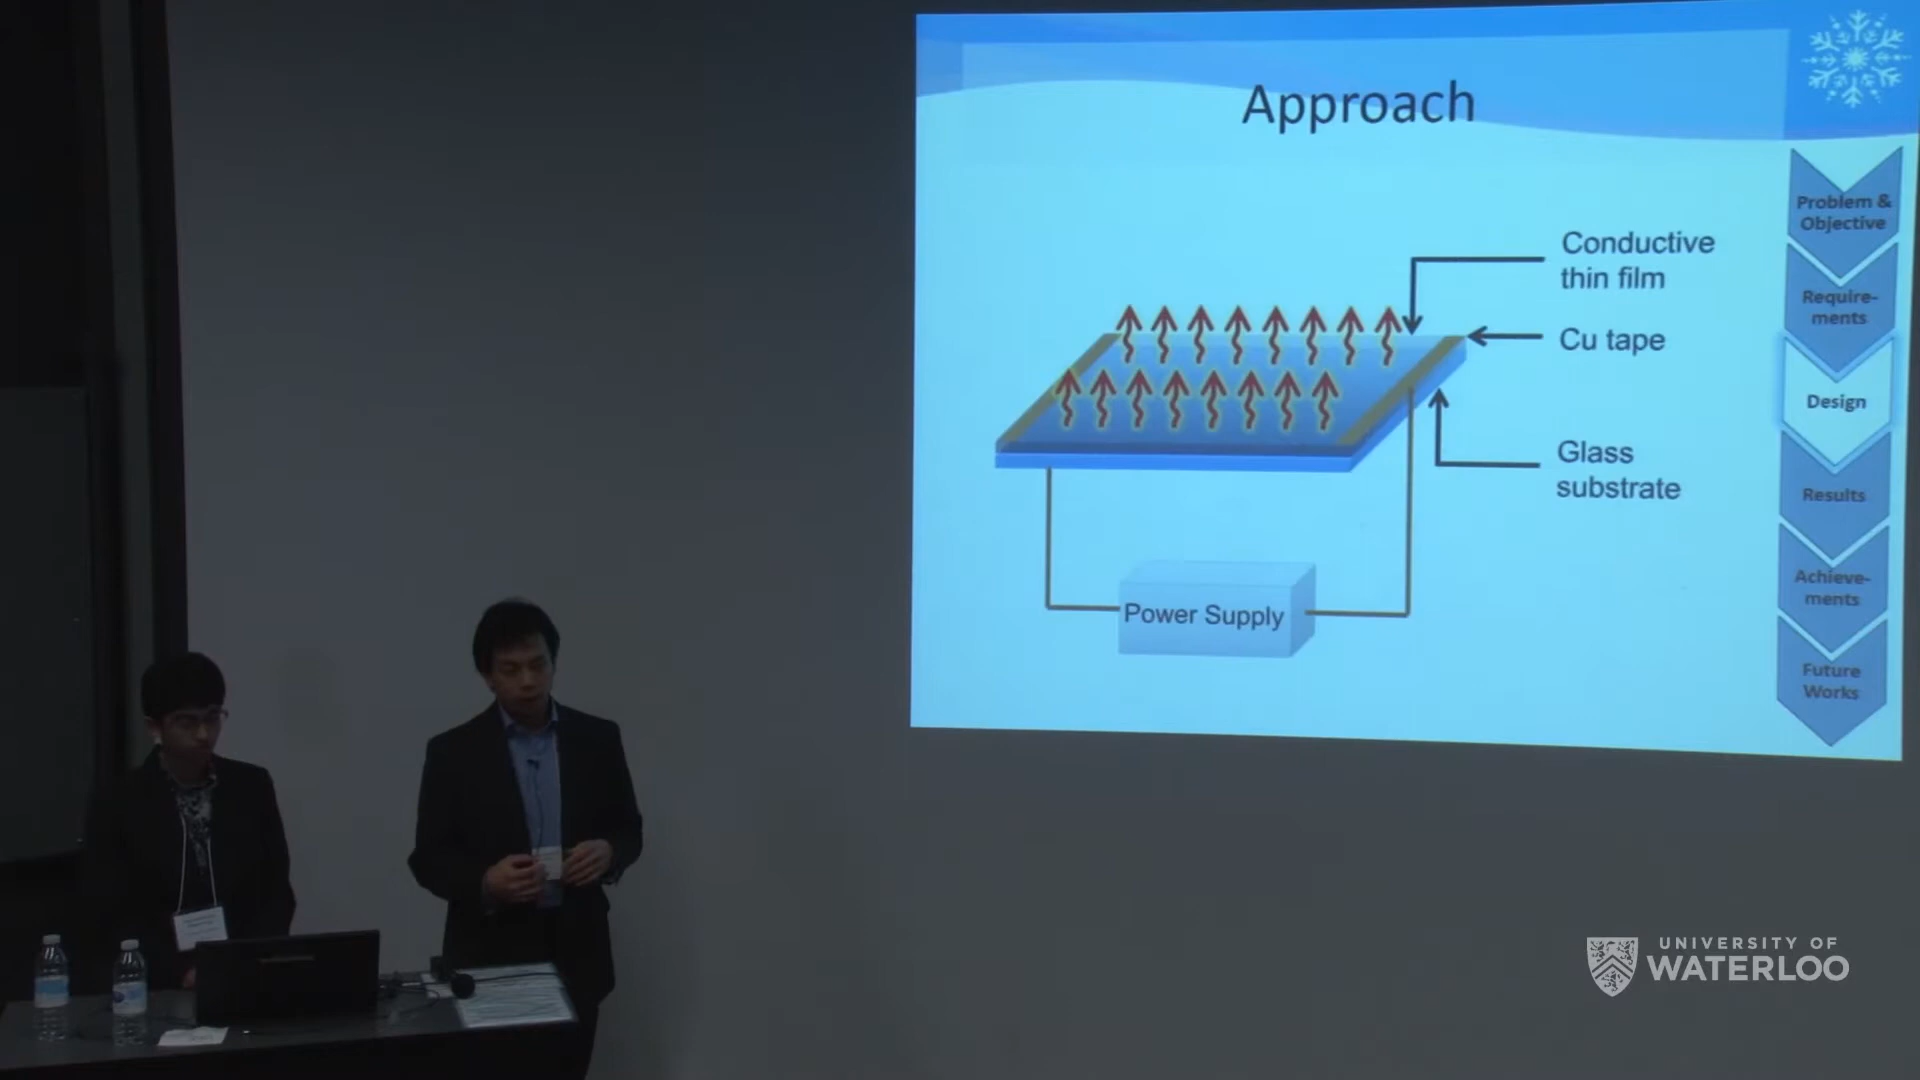 Approach
Conductive
thin film
Cu tape
Glass
substrate
Power Supply
Problem &
Objective
Require-
ments
Design
Results
Achieve-
ments
Future
Works
UNIVERSITY OF
WATERLOO